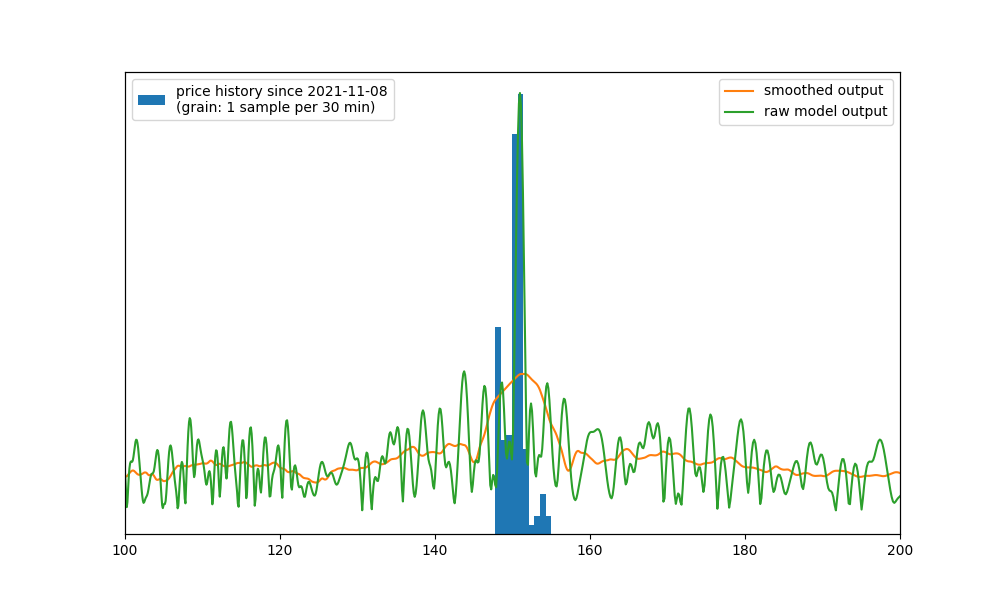 price history since 2021-11-08
(grain: 1 sample per 30 min)
smoothed output
raw model output
100
120
140
160
180
200